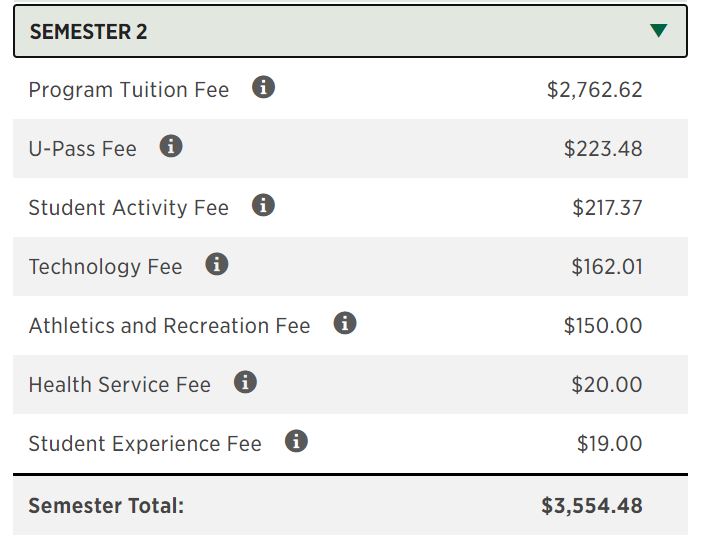 SEMESTER 2
Program Tuition Fee $2,762.62
U-Pass Fee $223.48
Student Activity Fee $217.37
Technology Fee $162.01
Athletics and Recreation Fee $150.00
Health Service Fee $20.00
Student Experience Fee $19.00
Semester Total: $3,554.48